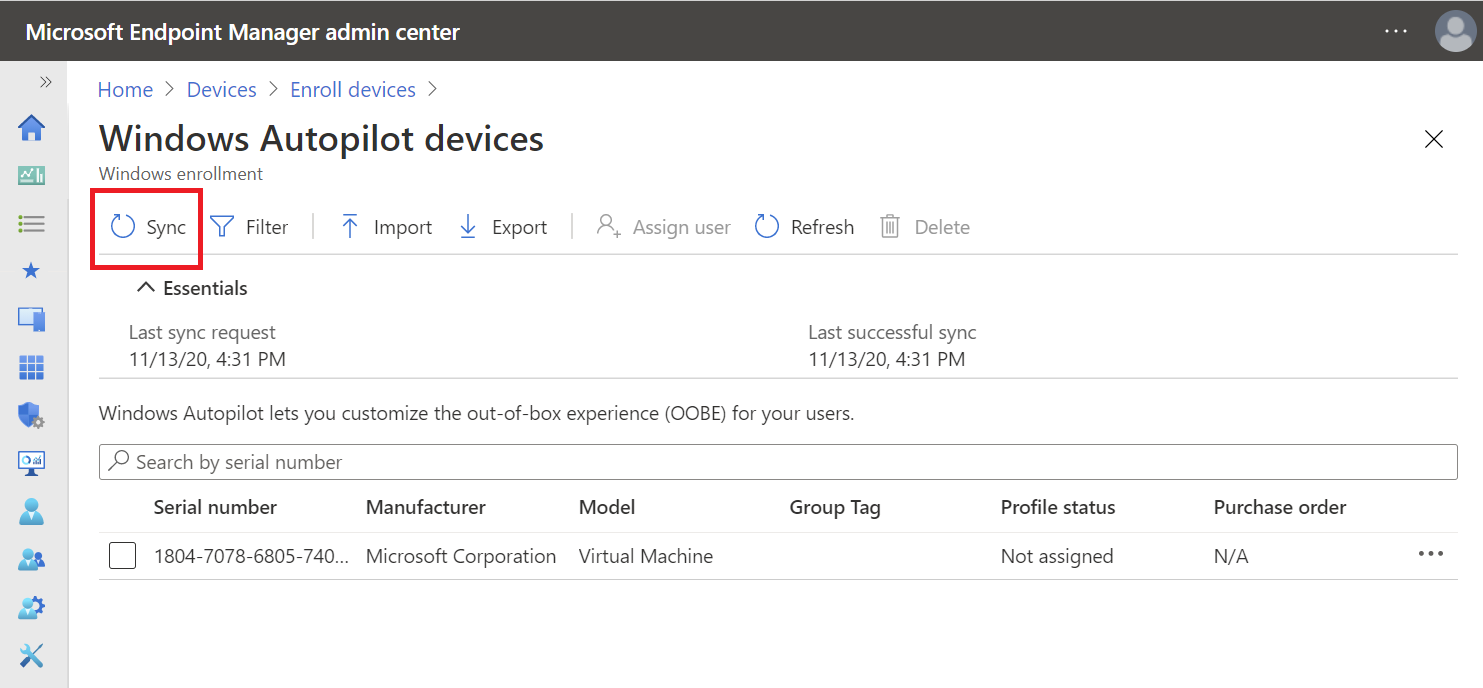 Microsoft Endpoint Manager admin center
Home > Devices > Enroll devices >
Windows Autopilot devices
Windows enrollment
Sync Filter Import Export Assign user Refresh Delete
Essentials
Last sync request Last successful sync
11/13/20, 4:31 PM 11/13/20, 4:31 PM
Windows Autopilot lets you customize the out-of-box experience (OOBE) for your users.
Search by serial number
Serial number Manufacturer Model Group Tag Profile status Purchase order
1804-7078-6805-740... Microsoft Corporation Virtual Machine Not assigned N/A